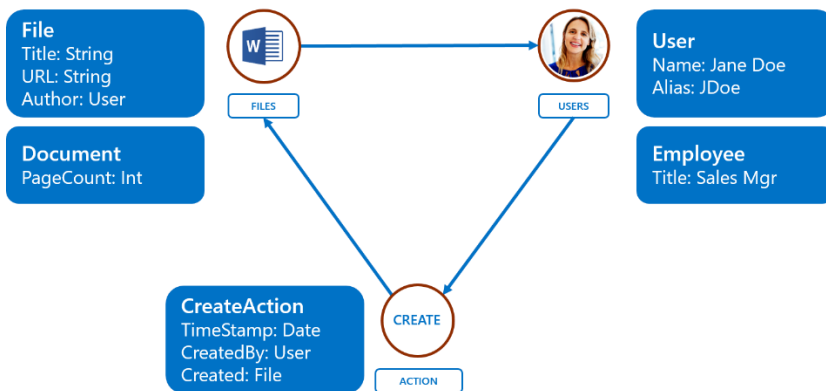 File
Title: String
URL: String
Author: User
W
FILES
USERS
User
Name: Jane Doe
Alias: JDoe
Document
PageCount: Int
Employee
Title: Sales Mgr
CreateAction
TimeStamp: Date
CreatedBy: User
Created: File
CREATE
ACTION